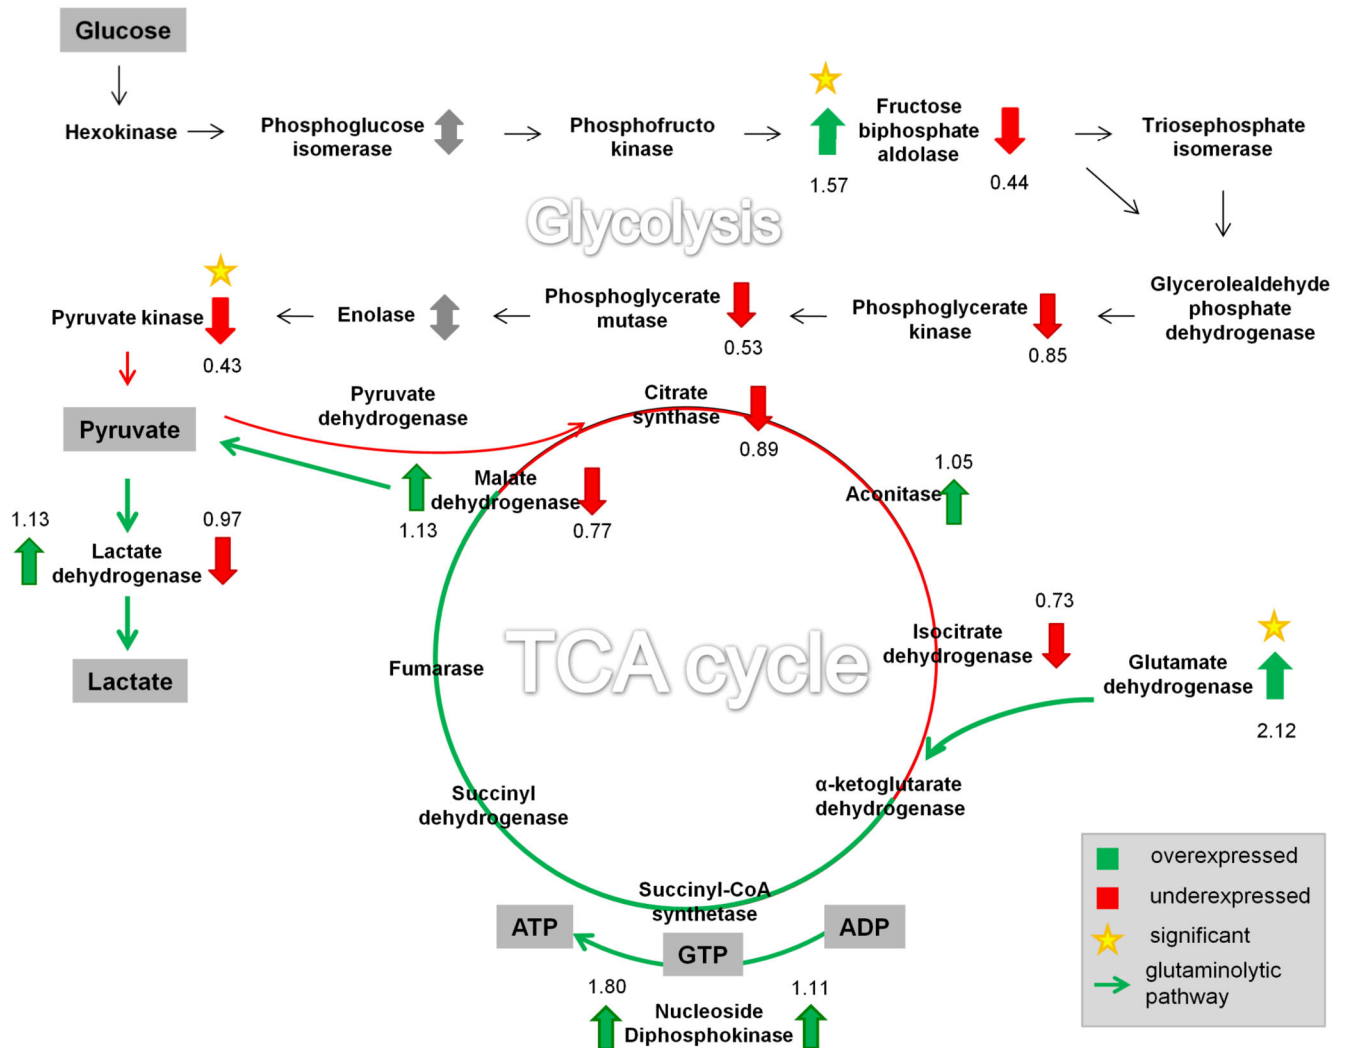 Glucose
Hexokinase
Phosphoglucose
isomerase
Phosphofructo
kinase
1.57
Fructose
biphosphate
aldolase
0.44
Triosephosphate
isomerase
Glycolysis
Pyruvate kinase
0.43
Enolase
Phosphoglycerate
mutase
0.53
Phosphoglycerate
kinase
0.85
Glycerolealdehyde
phosphate
dehydrogenase
Pyruvate
Pyruvate
dehydrogenase
Citrate
synthase
0.89
1.13
Malate
dehydrogenase
0.77
Aconitase
1.05
1.13
Lactate
dehydrogenase
0.97
Lactate
Fumarase
TCA cycle
Isocitrate
dehydrogenase
0.73
Glutamate
dehydrogenase
2.12
Succinyl
dehydrogenase
α-ketoglutarate
dehydrogenase
Succinyl-CoA
synthetase
ATP
GTP
ADP
1.80
Nucleoside
Diphosphokinase
1.11
overexpressed
underexpressed
significant
glutaminolytic
pathway